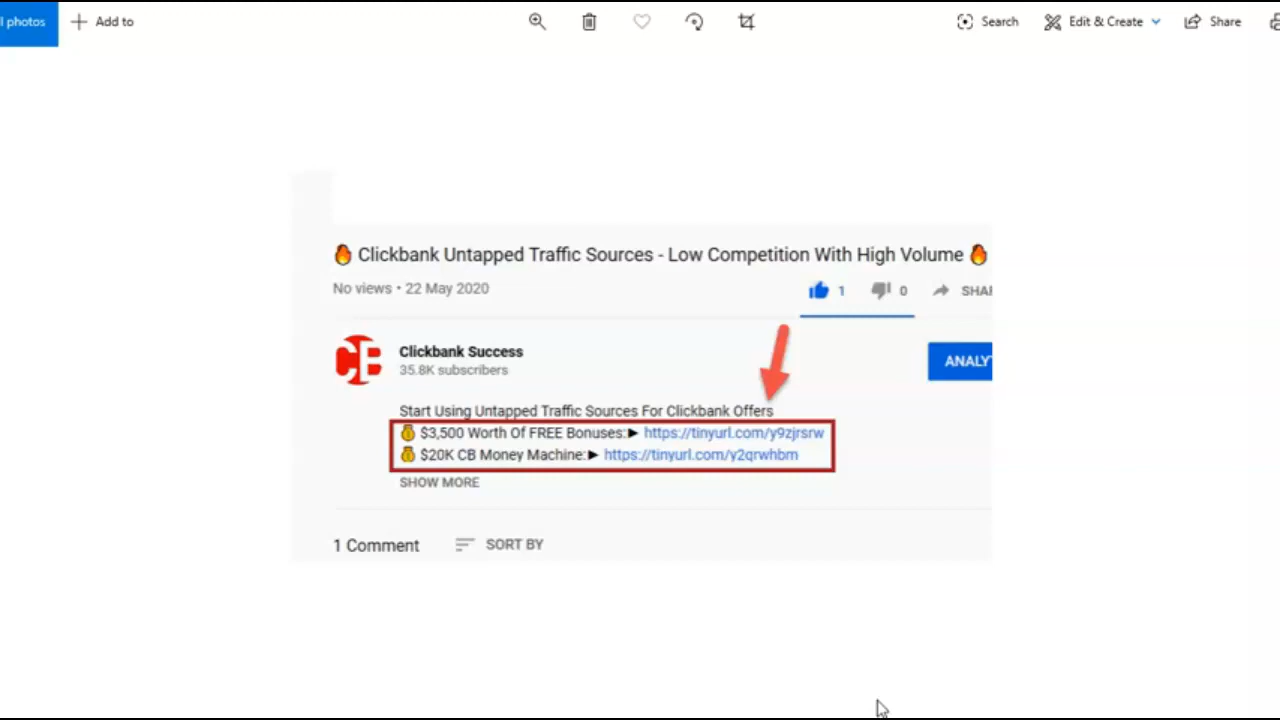 l photos
Add to
Search
Edit & Create
Share
🔥 Clickbank Untapped Traffic Sources - Low Competition With High Volume 🔥
No views • 22 May 2020
1
0
SHAR
CB
Clickbank Success
35.8K subscribers
ANALY
Start Using Untapped Traffic Sources For Clickbank Offers
💰 $3,500 Worth Of FREE Bonuses:► https://tinyurl.com/y9zjrsrw
💰 $20K CB Money Machine:► https://tinyurl.com/y2qrwhbm
SHOW MORE
1 Comment
SORT BY